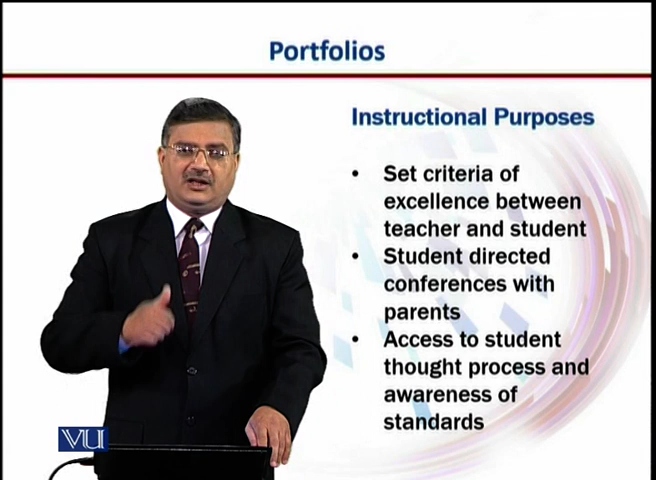 Portfolios
Instructional Purposes
• Set criteria of
excellence between
teacher and student
• Student directed
conferences with
parents
• Access to student
thought process and
awareness of
standards
VU